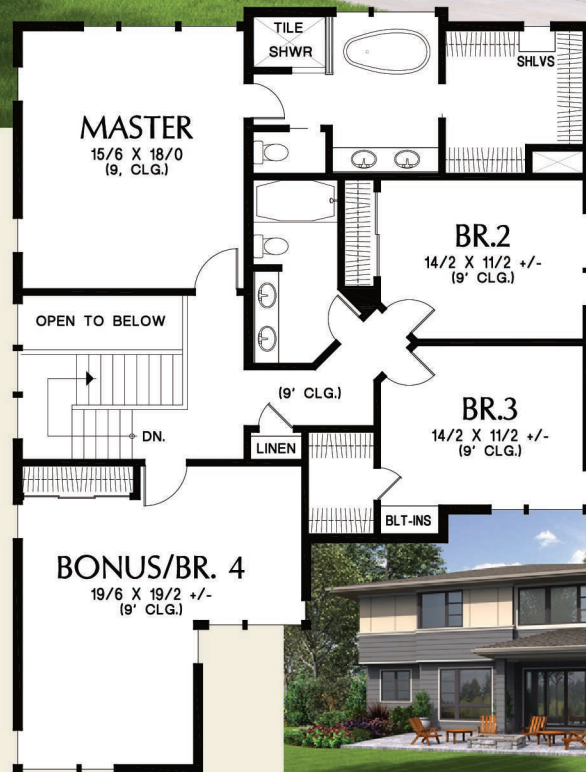 TILE
SHWR
SHLVS
MASTER
15/6 X 18/0
(9, CLG.)
BR.2
14/2 X 11/2 +/-
(9' CLG.)
OPEN TO BELOW
DN.
(9' CLG.)
LINEN
BR.3
14/2 X 11/2 +/-
(9' CLG.)
BLT-INS
BONUS/BR. 4
19/6 X 19/2 +/-
(9' CLG.)